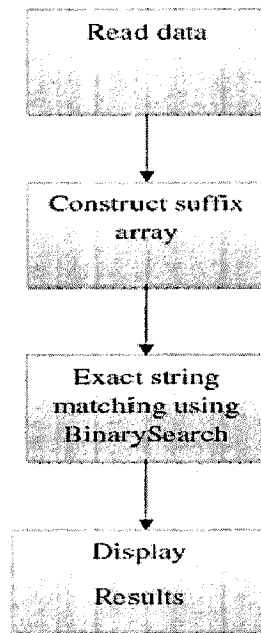 Read data
Construct suffix
array
Exact string
matching using
BinarySearch
Display
Results